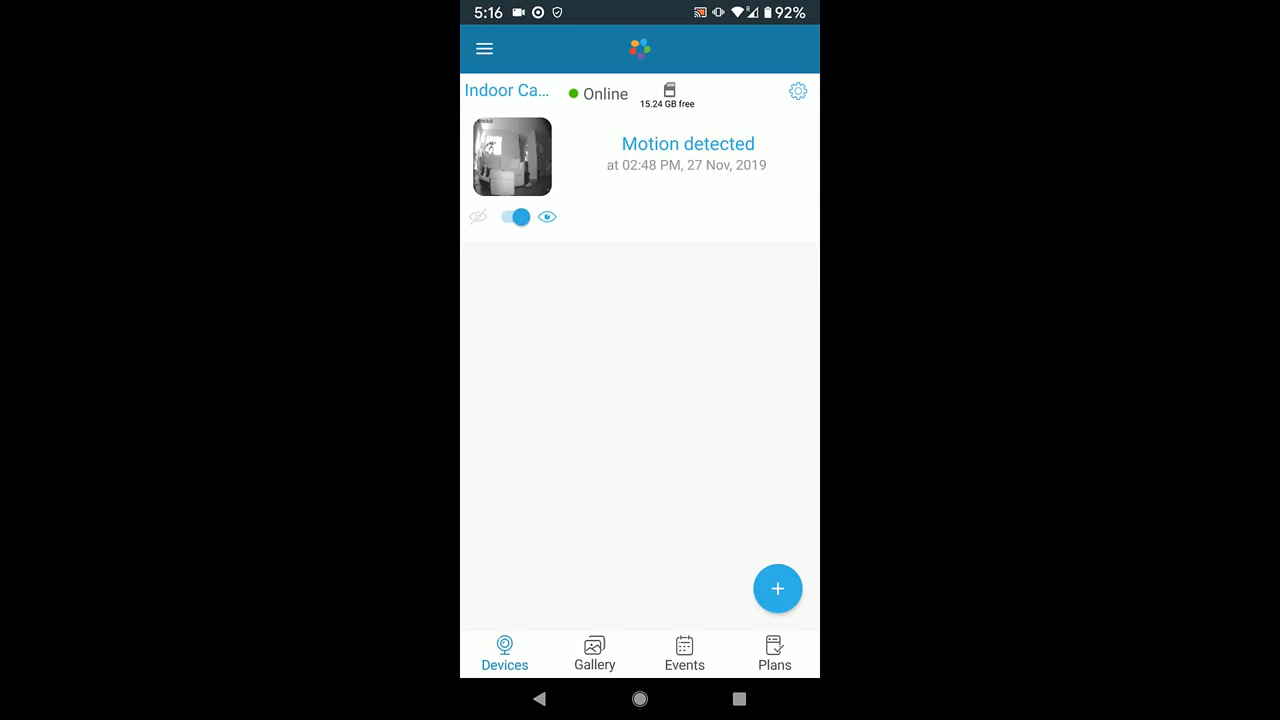 5:16
R
92%
Indoor Ca...
Online
15.24 GB free
Motion detected
at 02:48 PM, 27 Nov, 2019
+
Devices
Gallery
Events
Plans